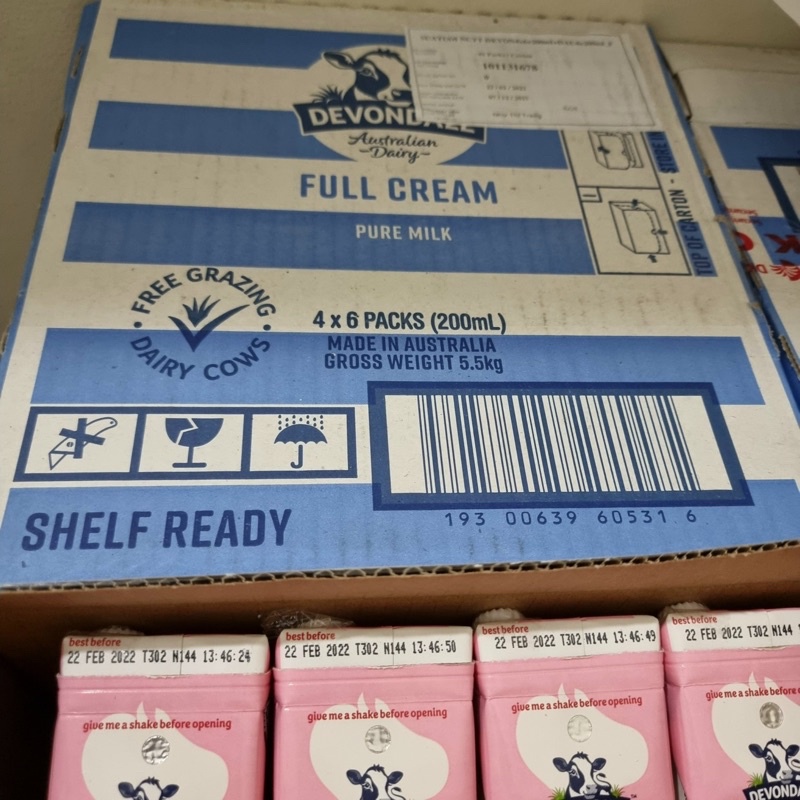 101131678
DEVONDALE
Australian
Dairy
FULL CREAM
PURE MILK
TOP OF CARTON • STORE
FREE GRAZING
DAIRY COWS
4 x 6 PACKS (200mL)
MADE IN AUSTRALIA
GROSS WEIGHT 5.5kg
193 00639 60531 6
SHELF READY
best before
22 FEB 2022 T302 N144 13:46:24
give me a shake before opening
best before
22 FEB 2022 T302 N144 13:46:50
give me a shake before opening
best before
22 FEB 2022 T302 N144 13:46:49
give me a shake before opening
best before
22 FEB 2022 T302 N144
give me a shake before opening
DEVONDA